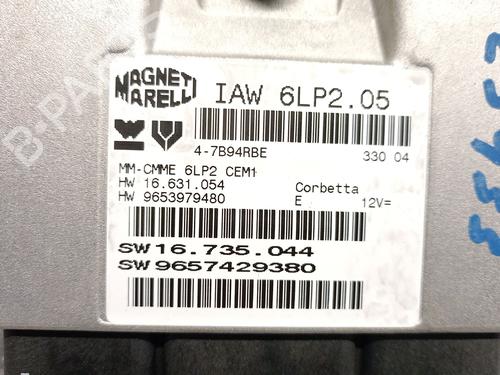 MAGNETI
MARELLI
IAW 6LP2.05
4-7B94RBE 330 04
MM-CMME 6LP2 CEM1
HW 16.631.054 Corbetta
HW 9653979480 E 12V=
SW 16.735.044
SW 9657429380
B-PARTS